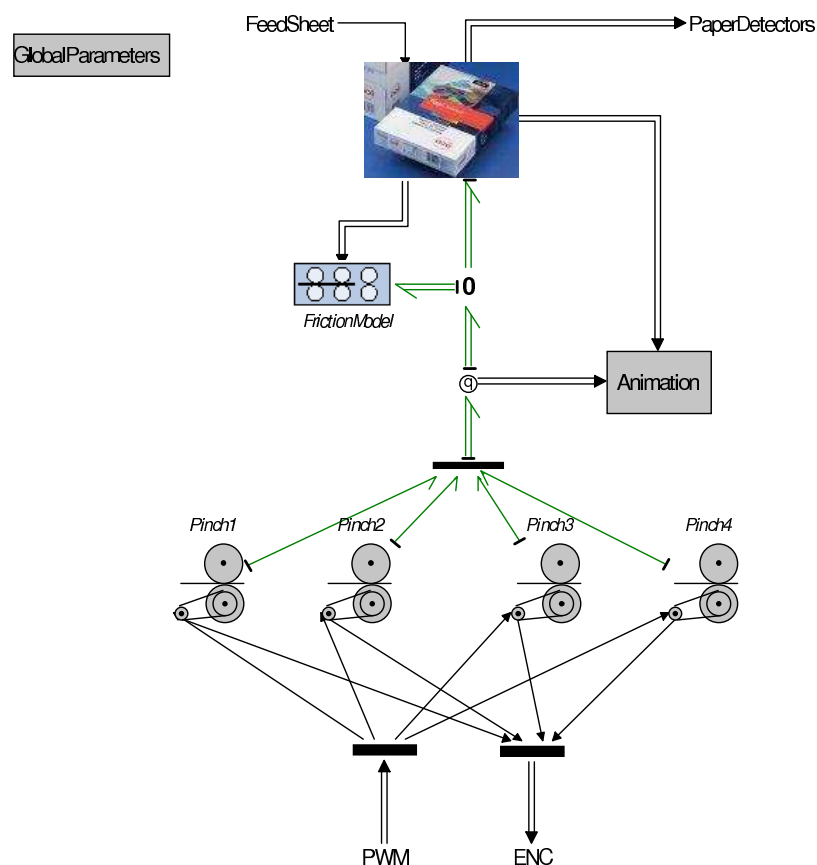 FeedSheet
PaperDetectors
GlobalParameters
0
FrictionModel
q
Animation
Pinch1
Pinch2
Pinch3
Pinch4
PWM
ENC